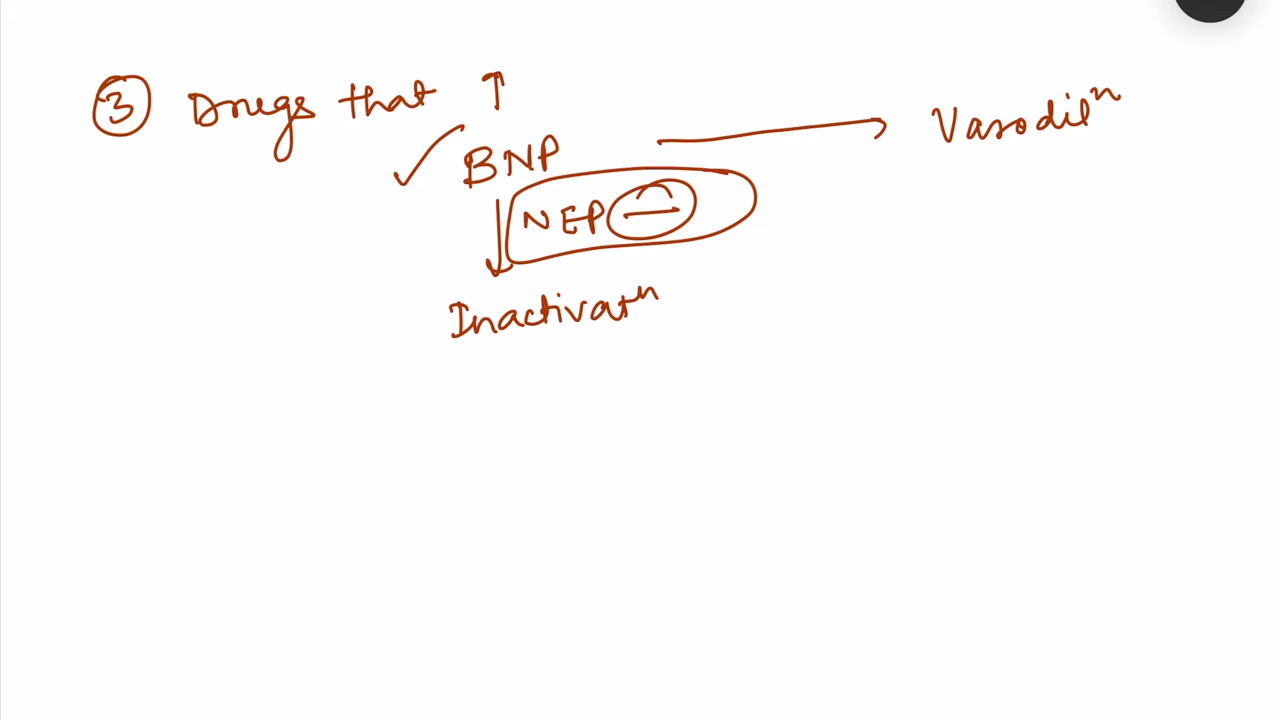 ③ Drugs that ↑
✓ BNP → Vasodilⁿ
↓ NEP ⊖
Inactivatⁿ